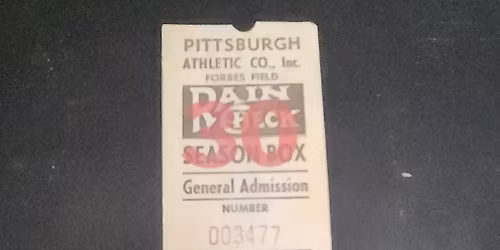 PITTSBURGH
ATHLETIC CO., Inc.
FORBES FIELD
RAIN
CHECK
30
SEASON BOX
General Admission
NUMBER
003477